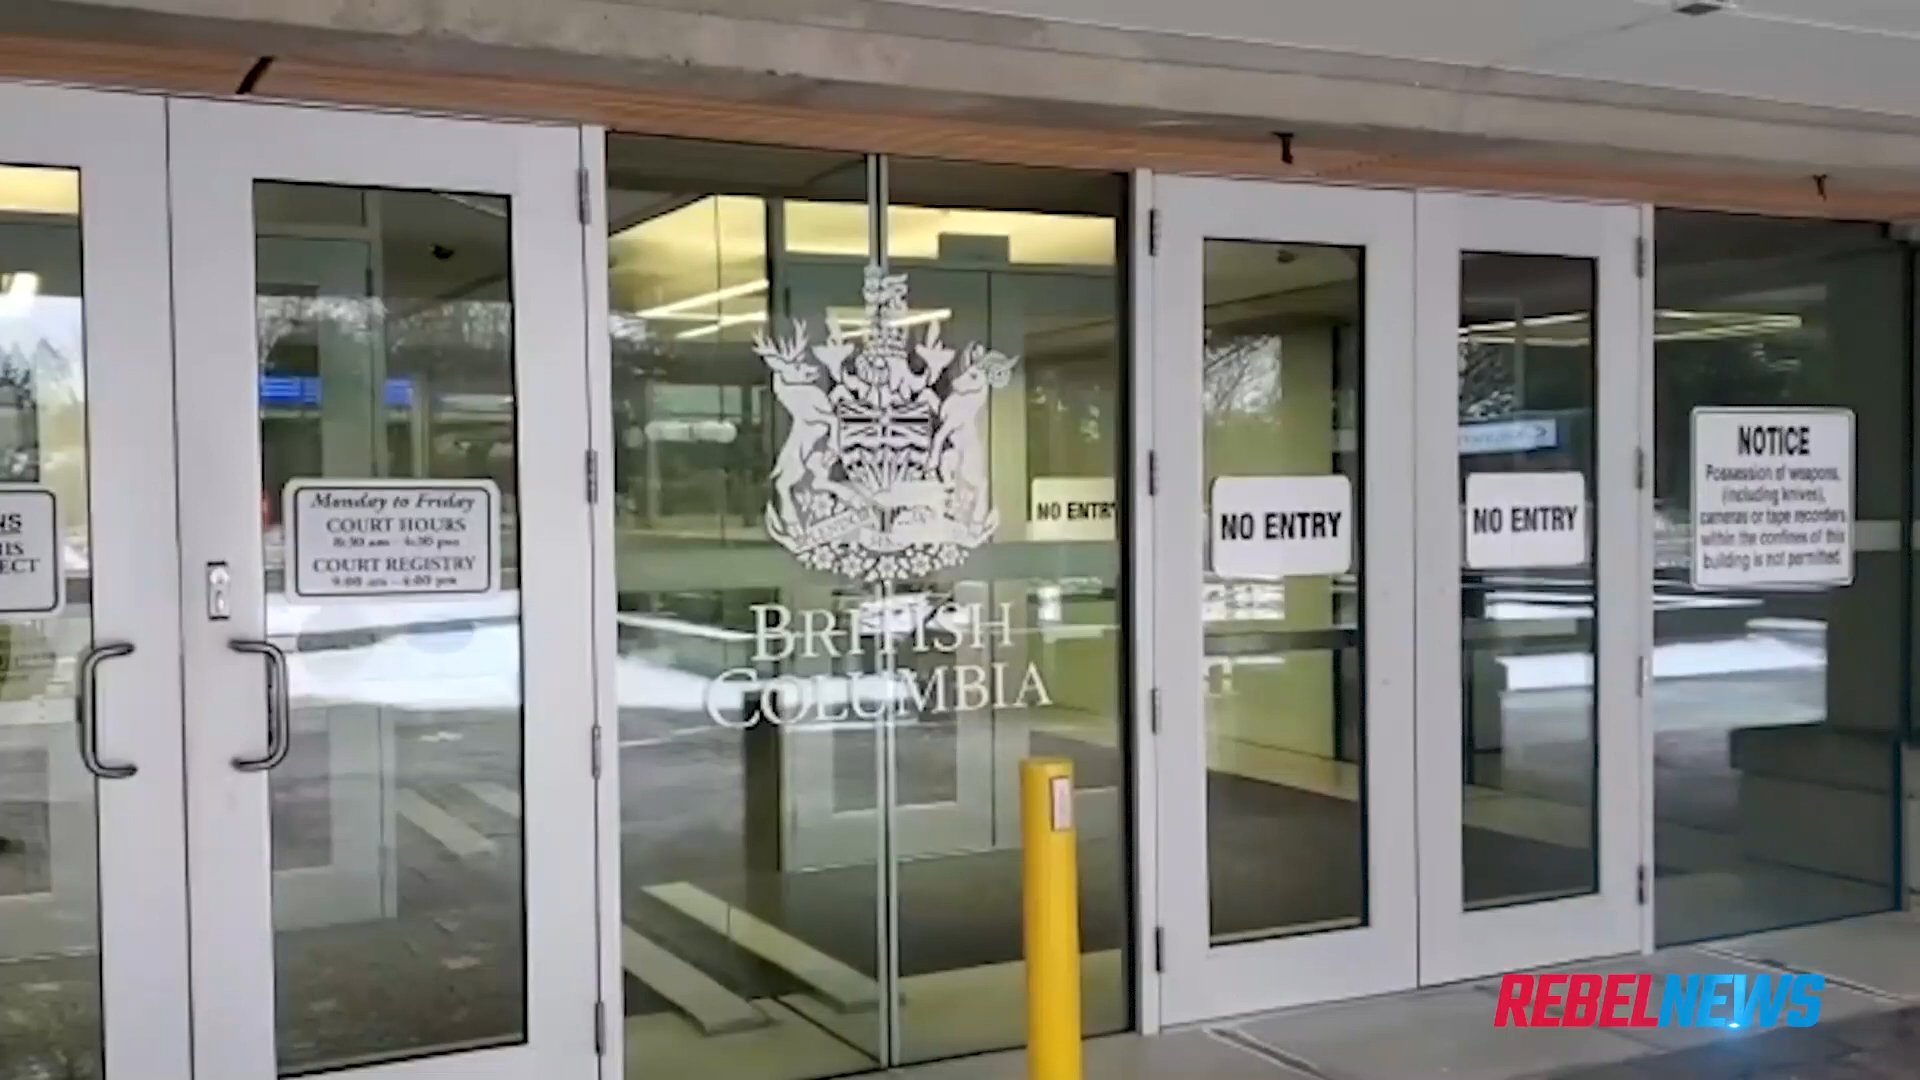 NS
IS
ECT
Monday to Friday
COURT HOURS
8:30 am - 4:30 pm
COURT REGISTRY
9:00 am - 4:00 pm
BRITISH
COLUMBIA
NO ENTRY
NO ENTRY
NO ENTRY
NOTICE
Possession of weapons,
(including knives),
cameras or tape recorders
within the confines of this
building is not permitted.
REBELNEWS